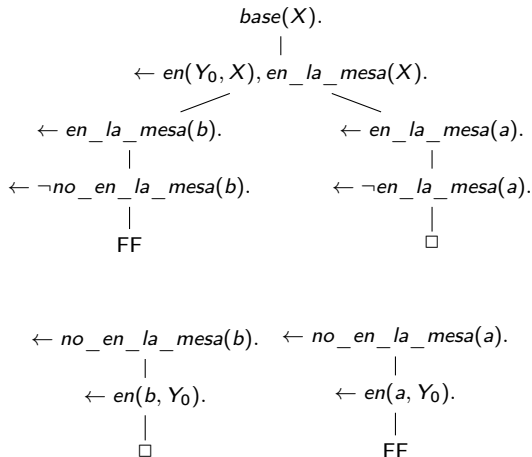 base(X).
← en(Y₀, X), en_la_mesa(X).
← en_la_mesa(b). ← en_la_mesa(a).
← ¬no_en_la_mesa(b). ← ¬en_la_mesa(a).
FF □
← no_en_la_mesa(b). ← no_en_la_mesa(a).
← en(b, Y₀). ← en(a, Y₀).
□ FF